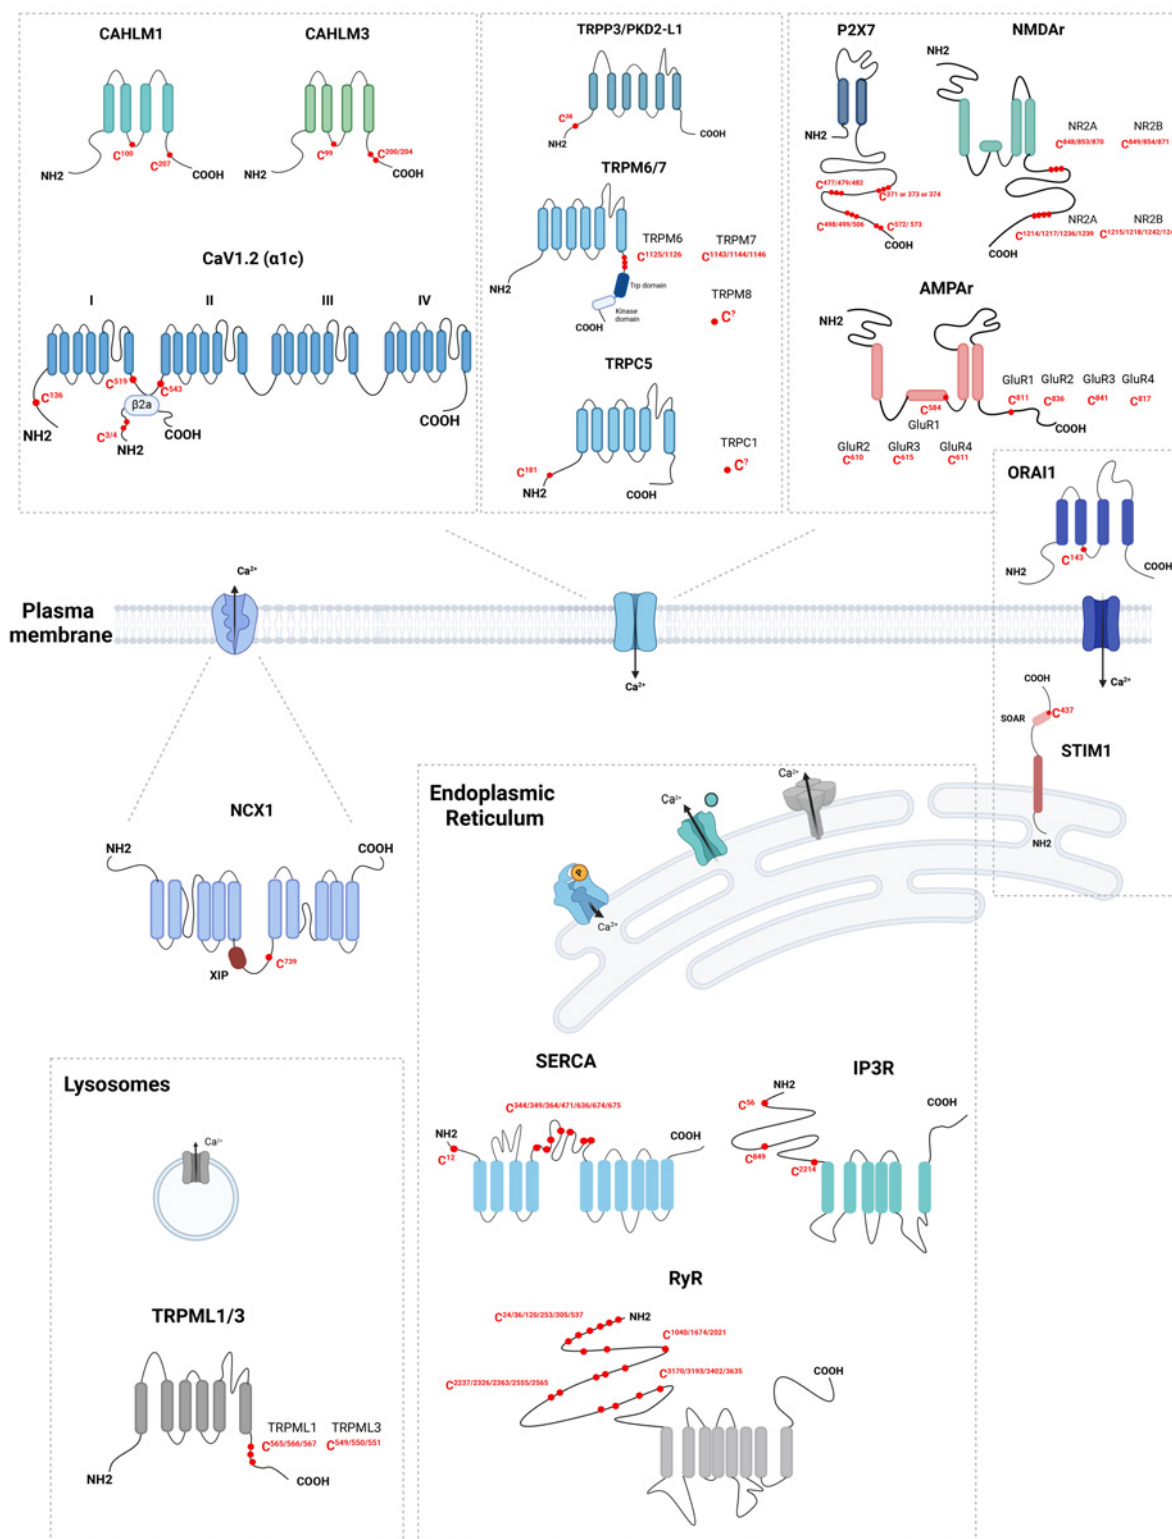 CAHLM1
CAHLM3
NH2
C100
C207
COOH
NH2
C99
C200/204
COOH
CaV1.2 (α1c)
I
II
III
IV
C136
C519
C543
β2a
C3/4
NH2
NH2
COOH
COOH
TRPP3/PKD2-L1
C38
NH2
COOH
TRPM6/7
TRPM6
C1125/1126
TRPM7
C1143/1144/1146
NH2
Trp domain
Kinase
domain
COOH
TRPM8
C?
TRPC5
C181
NH2
COOH
TRPC1
C?
P2X7
NH2
C477/479/482
C371 or 373 or 374
C498/499/506
C572/ 573
COOH
NMDAr
NH2
NR2A
NR2B
C848/853/870
C849/854/871
NR2A
NR2B
C1214/1217/1236/1239
COOH
AMPAr
NH2
C584
GluR1
GluR1
GluR2
GluR3
GluR4
C811
C836
C841
C817
COOH
GluR2
GluR3
GluR4
C610
C615
C611
ORAI1
NH2
C143
COOH
Plasma
membrane
Ca2+
Ca2+
Ca2+
COOH
SOAR
C437
STIM1
NH2
NCX1
NH2
COOH
XIP
C739
Endoplasmic
Reticulum
Ca2+
Ca2+
P
Ca2+
SERCA
C344/349/364/471/636/674/675
NH2
C12
COOH
IP3R
NH2
C56
C849
C2214
COOH
RyR
C24/36/120/253/305/537
NH2
C1040/1674/2021
C2237/2326/2363/2555/2565
C3170/3193/3402/3635
COOH
Lysosomes
Ca2+
TRPML1/3
TRPML1
TRPML3
C565/566/567
C549/550/551
NH2
COOH